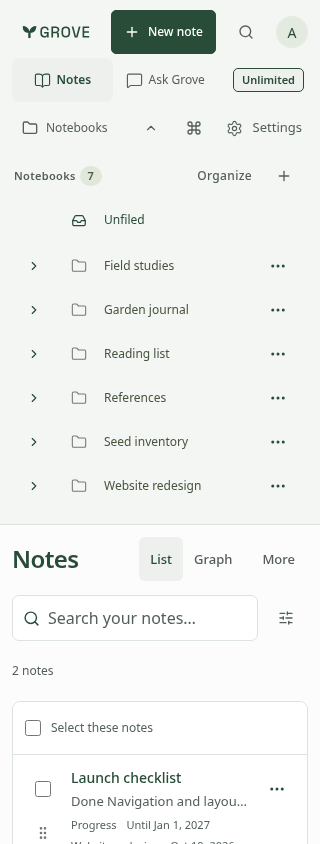 GROVE
New note
A
Notes
Ask Grove
Unlimited
Notebooks
Settings
Notebooks 7
Organize
Unfiled
Field studies
Garden journal
Reading list
References
Seed inventory
Website redesign
Notes
List
Graph
More
Search your notes...
2 notes
Select these notes
Launch checklist
Done Navigation and layou...
Progress Until Jan 1, 2027